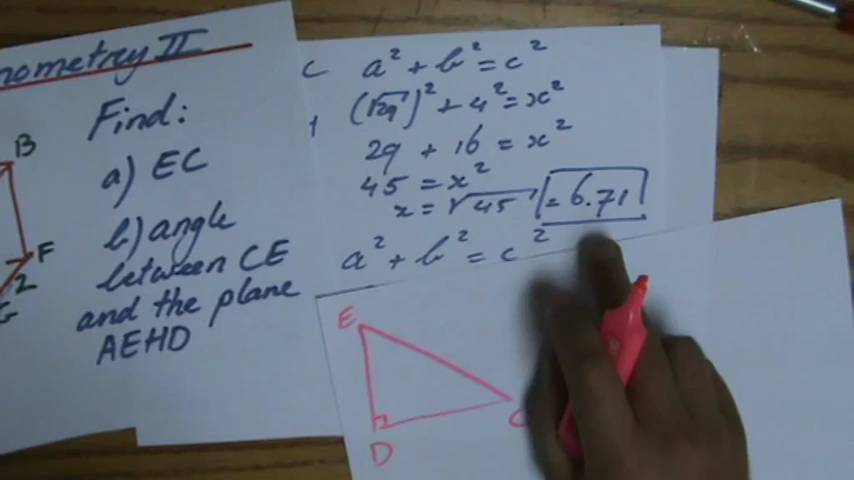 nometry II
Find:
a) EC
b) angle
between CE
and the plane
AEHD
B
F
2
G
C
a² + b² = c²
(√29)² + 4² = x²
29 + 16 = x²
45 = x²
x = √45 = 6.71
a² + b² = c²
E
D
C